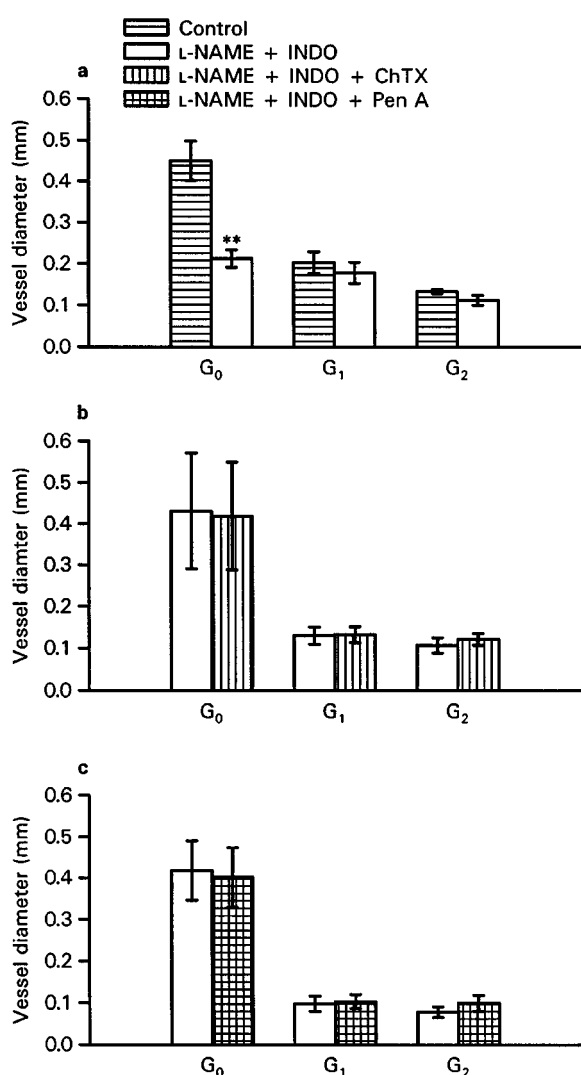 Control
L-NAME + INDO
L-NAME + INDO + ChTX
L-NAME + INDO + Pen A
a
Vessel diameter (mm)
0.6
0.5
0.4
0.3
0.2
0.1
0.0
**
G₀ G₁ G₂
b
Vessel diamter (mm)
0.6
0.5
0.4
0.3
0.2
0.1
0.0
G₀ G₁ G₂
c
Vessel diameter (mm)
0.6
0.5
0.4
0.3
0.2
0.1
0.0
G₀ G₁ G₂